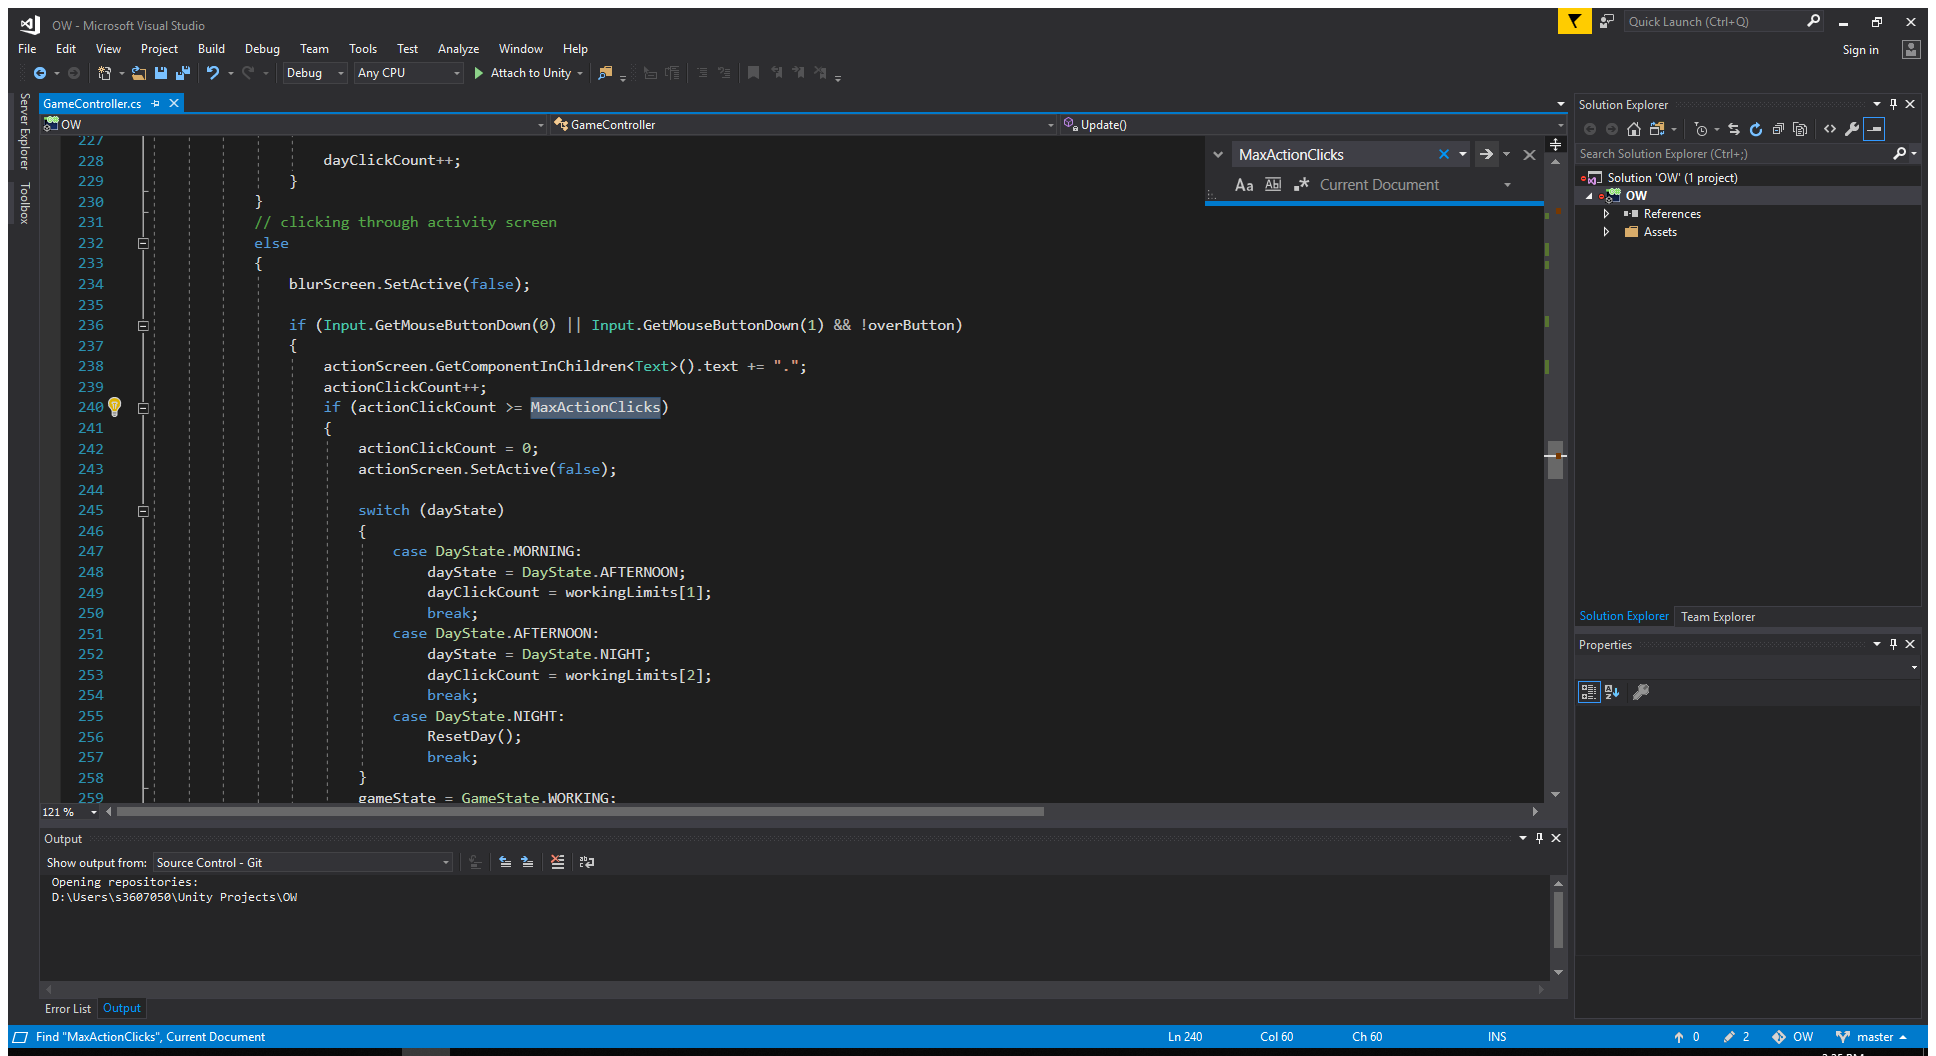 OW - Microsoft Visual Studio
Quick Launch (Ctrl+Q)
File Edit View Project Build Debug Team Tools Test Analyze Window Help
Sign in
Debug Any CPU Attach to Unity
Server Explorer
Toolbox
GameController.cs
OW GameController Update()
MaxActionClicks
Aa Ab| .* Current Document
227
228 dayClickCount++;
229 }
230 }
231 // clicking through activity screen
232 else
233 {
234 blurScreen.SetActive(false);
235
236 if (Input.GetMouseButtonDown(0) || Input.GetMouseButtonDown(1) && !overButton)
237 {
238 actionScreen.GetComponentInChildren<Text>().text += ".";
239 actionClickCount++;
240 if (actionClickCount >= MaxActionClicks)
241 {
242 actionClickCount = 0;
243 actionScreen.SetActive(false);
244
245 switch (dayState)
246 {
247 case DayState.MORNING:
248 dayState = DayState.AFTERNOON;
249 dayClickCount = workingLimits[1];
250 break;
251 case DayState.AFTERNOON:
252 dayState = DayState.NIGHT;
253 dayClickCount = workingLimits[2];
254 break;
255 case DayState.NIGHT:
256 ResetDay();
257 break;
258 }
259 gameState = GameState.WORKING;
121 %
Output
Show output from: Source Control - Git
Opening repositories:
D:\Users\s3607050\Unity Projects\OW
Error List Output
Solution Explorer
Search Solution Explorer (Ctrl+;)
Solution 'OW' (1 project)
OW
References
Assets
Solution Explorer Team Explorer
Properties
Find "MaxActionClicks", Current Document
Ln 240 Col 60 Ch 60 INS 0 2 OW master